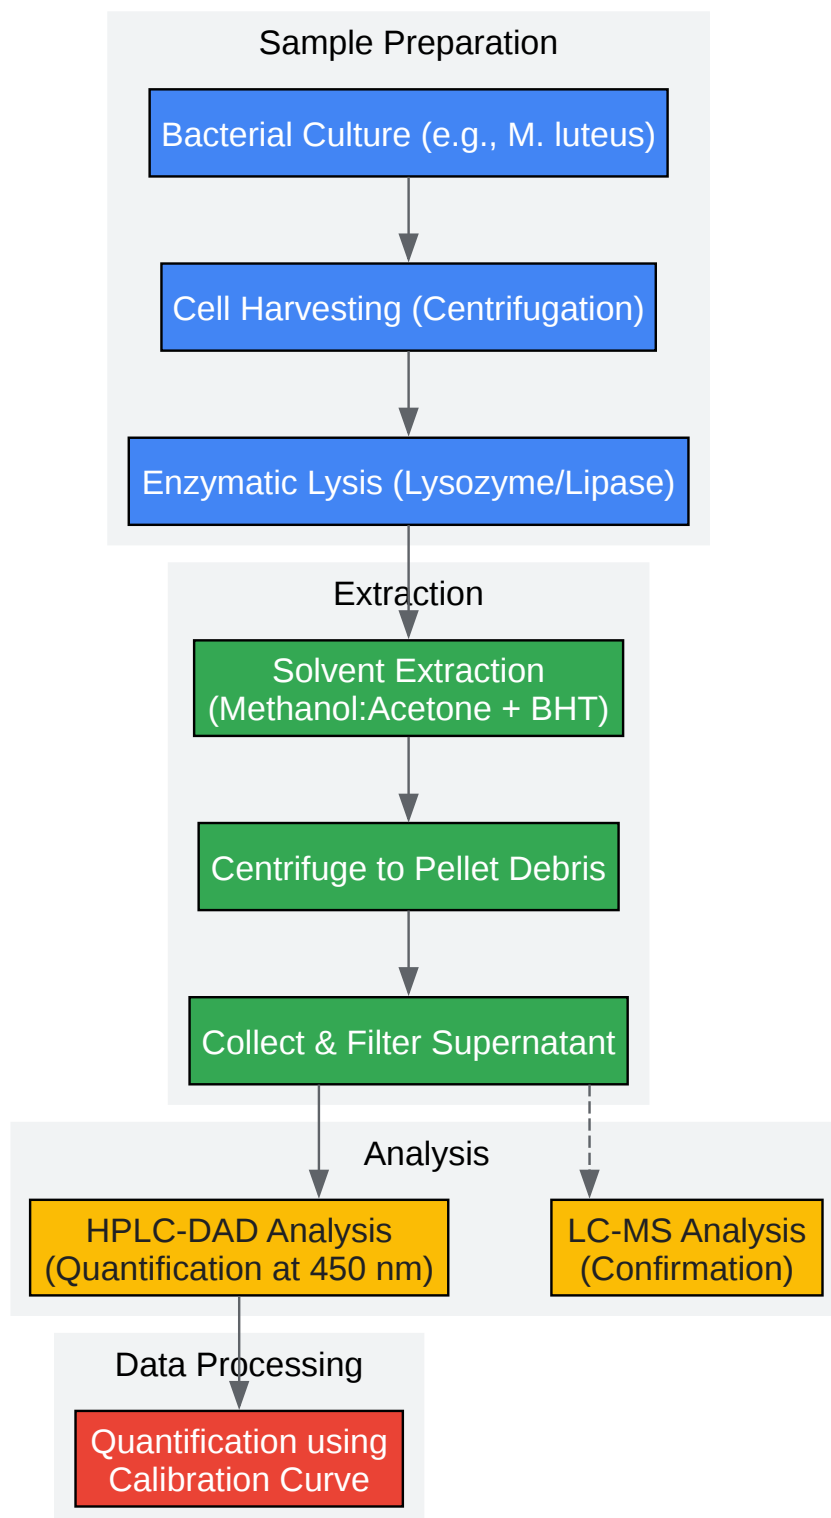 Sample Preparation
Bacterial Culture (e.g., M. luteus)
Cell Harvesting (Centrifugation)
Enzymatic Lysis (Lysozyme/Lipase)
Extraction
Solvent Extraction
(Methanol:Acetone + BHT)
Centrifuge to Pellet Debris
Collect & Filter Supernatant
Analysis
HPLC-DAD Analysis
(Quantification at 450 nm)
LC-MS Analysis
(Confirmation)
Data Processing
Quantification using
Calibration Curve